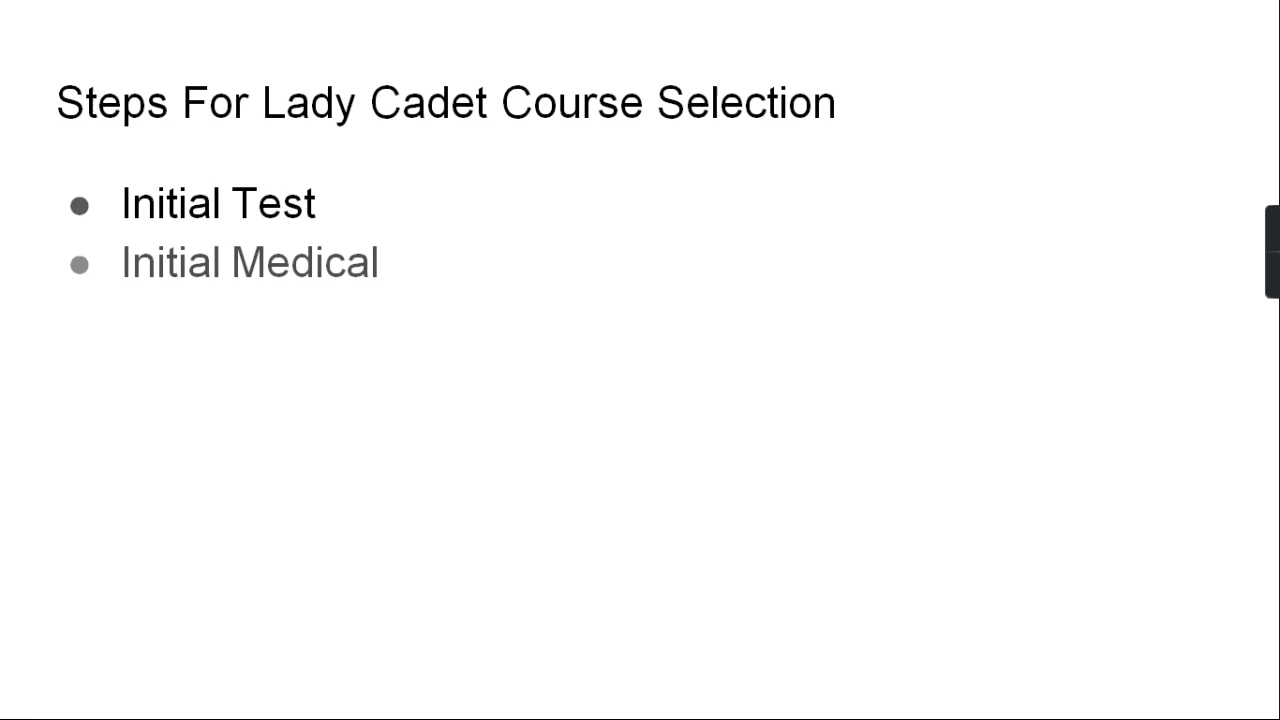 Steps For Lady Cadet Course Selection
● Initial Test
● Initial Medical